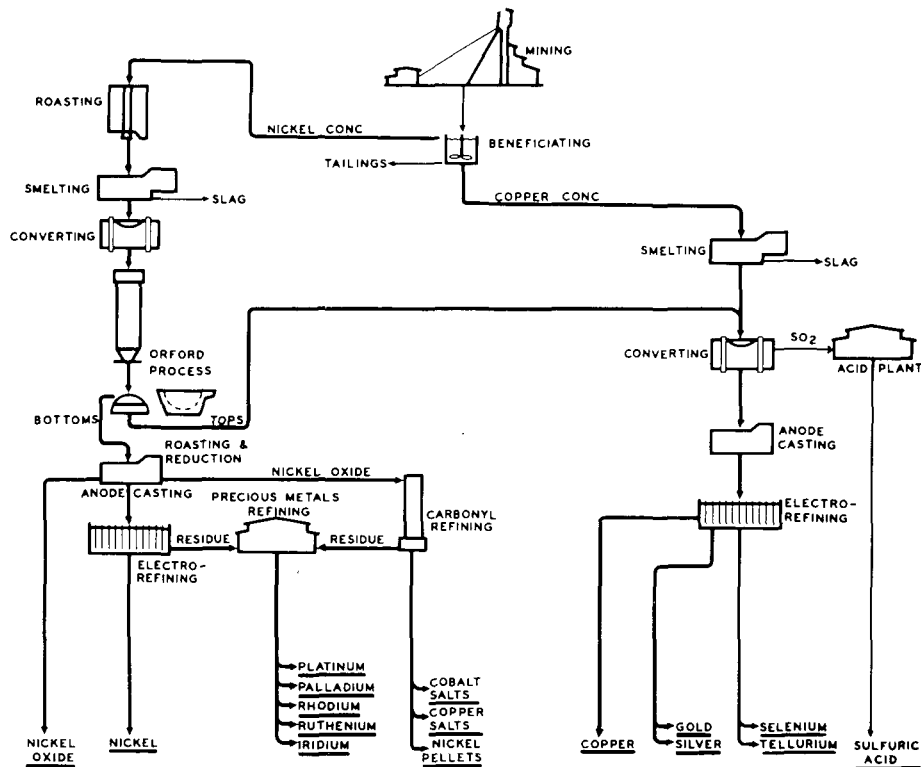 MINING
ROASTING
NICKEL CONC
BENEFICIATING
TAILINGS
SMELTING
SLAG
COPPER CONC
CONVERTING
SMELTING
SLAG
ORFORD
PROCESS
CONVERTING
SO2
ACID PLANT
BOTTOMS
TOPS
ROASTING &
REDUCTION
ANODE
CASTING
NICKEL OXIDE
ANODE CASTING
PRECIOUS METALS
REFINING
CARBONYL
REFINING
ELECTRO-
REFINING
RESIDUE
RESIDUE
ELECTRO-
REFINING
PLATINUM
PALLADIUM
RHODIUM
RUTHENIUM
IRIDIUM
COBALT
SALTS
COPPER
SALTS
NICKEL
PELLETS
NICKEL
OXIDE
NICKEL
COPPER
GOLD
SILVER
SELENIUM
TELLURIUM
SULFURIC
ACID